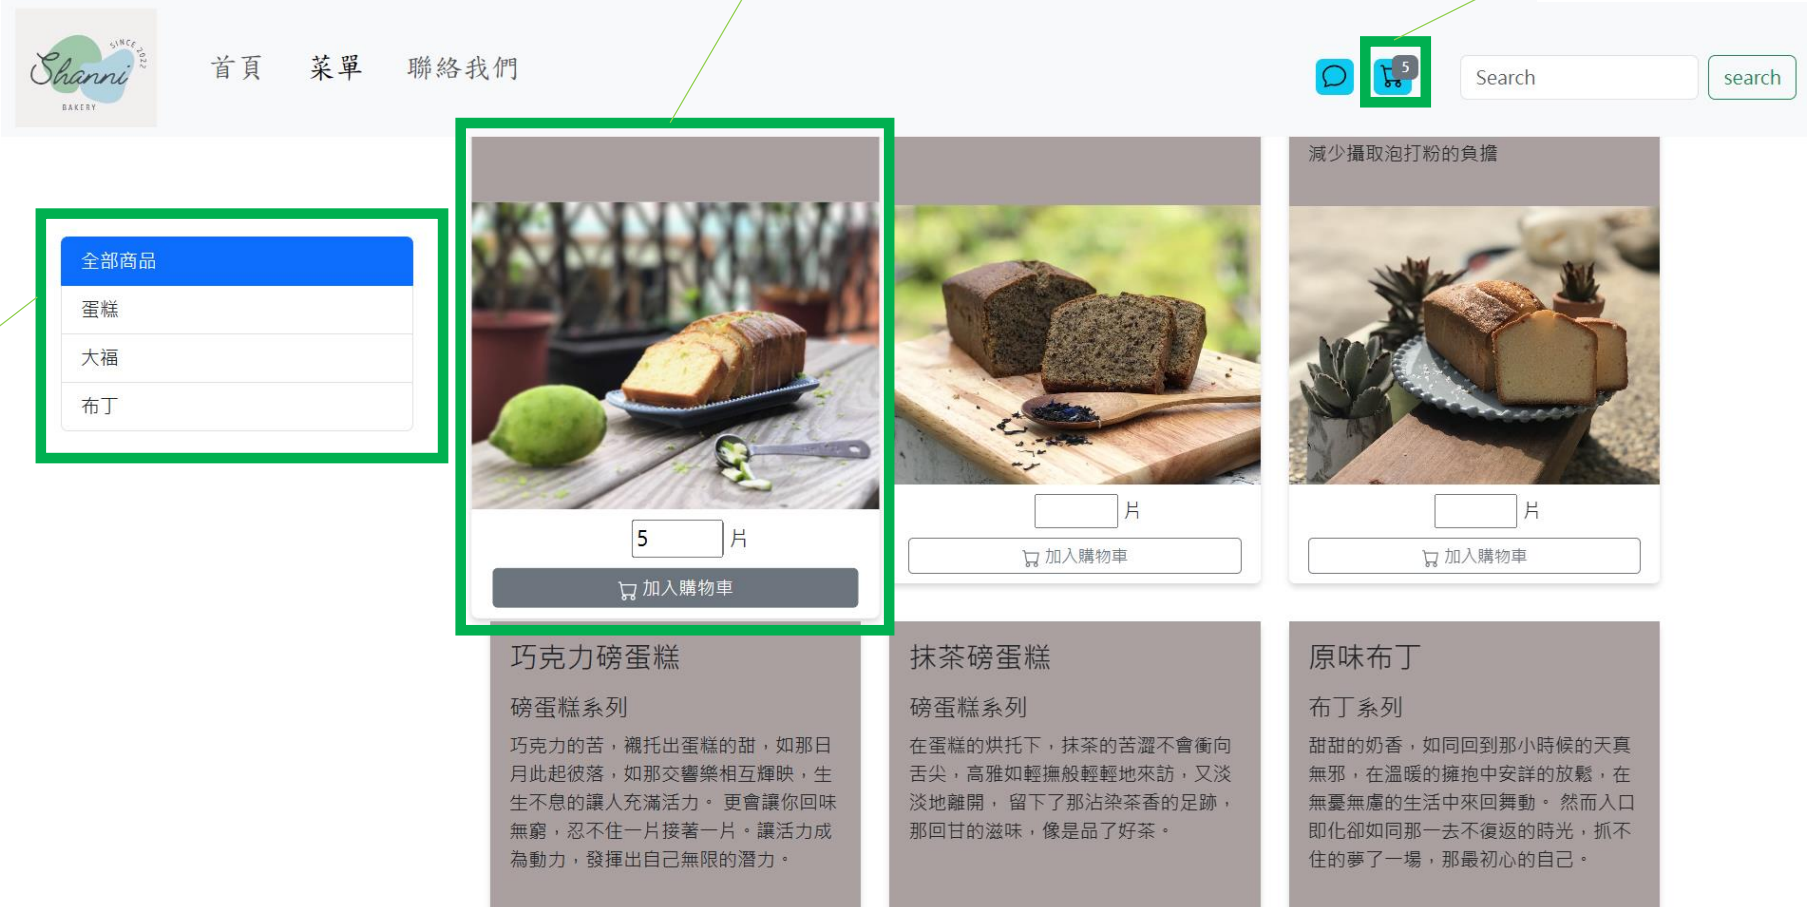 SINCE 2022
Shanni
BAKERY
首頁
菜單
聯絡我們
5
Search
search
減少攝取泡打粉的負擔
全部商品
蛋糕
大福
布丁
5 片
加入購物車
片
加入購物車
片
加入購物車
巧克力磅蛋糕
磅蛋糕系列
巧克力的苦，襯托出蛋糕的甜，如那日
月此起彼落，如那交響樂相互輝映，生
生不息的讓人充滿活力。 更會讓你回味
無窮，忍不住一片接著一片。讓活力成
為動力，發揮出自己無限的潛力。
抹茶磅蛋糕
磅蛋糕系列
在蛋糕的烘托下，抹茶的苦澀不會衝向
舌尖，高雅如輕撫般輕輕地來訪，又淡
淡地離開， 留下了那沾染茶香的足跡，
那回甘的滋味，像是品了好茶。
原味布丁
布丁系列
甜甜的奶香，如同回到那小時候的天真
無邪，在溫暖的擁抱中安詳的放鬆，在
無憂無慮的生活中來回舞動。 然而入口
即化卻如同那一去不復返的時光，抓不
住的夢了一場，那最初心的自己。